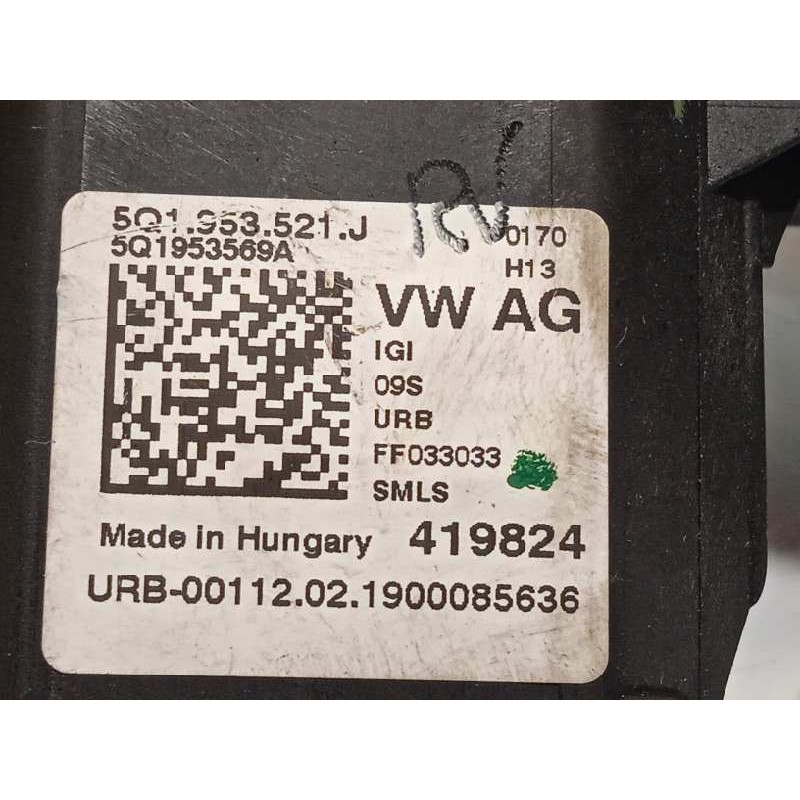 RV
5Q1.953.521.J
0170
5Q1953569A
H13
VW AG
IGI
09S
URB
FF033033
SMLS
Made in Hungary 419824
URB-00112.02.1900085636